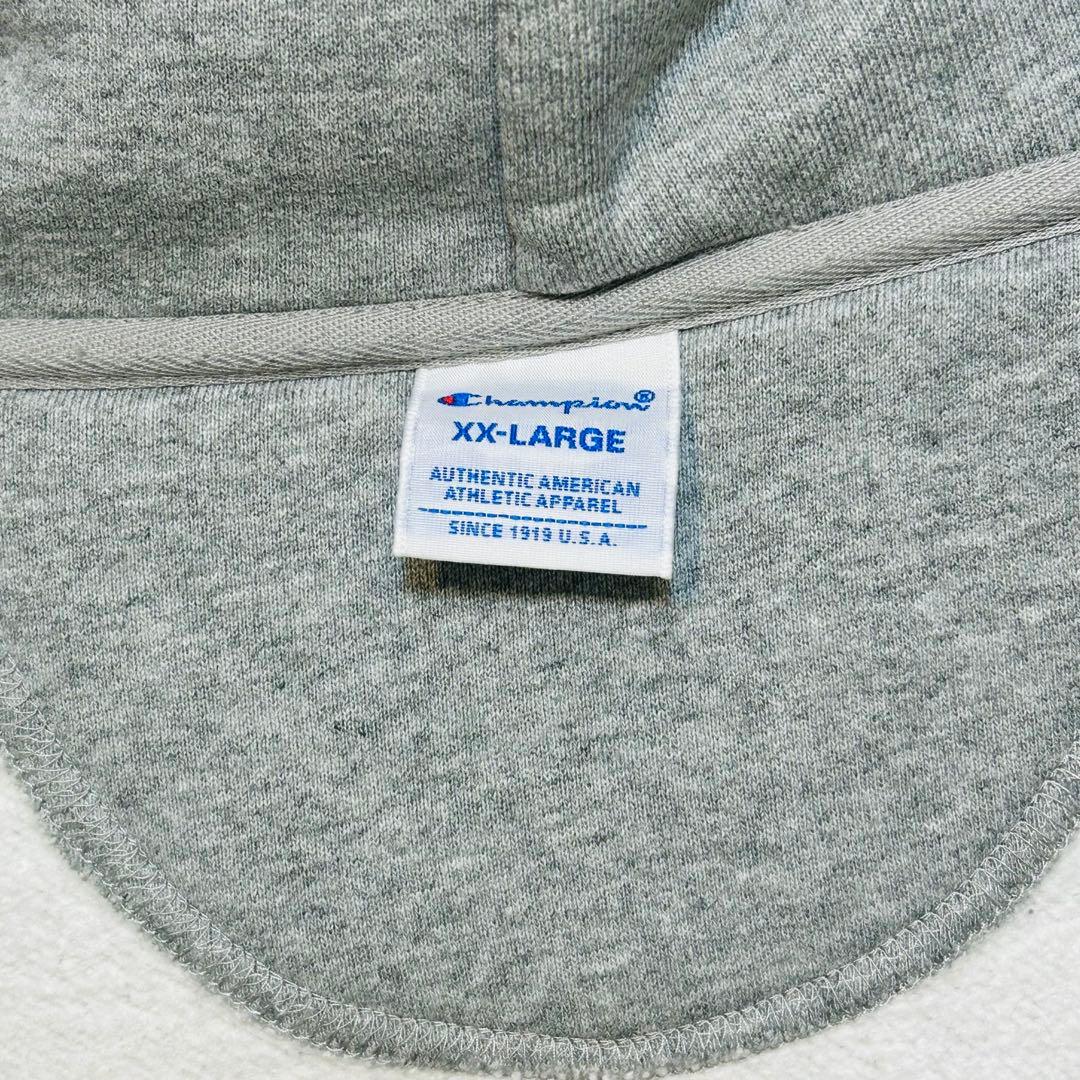 Champion®
XX-LARGE
AUTHENTIC AMERICAN
ATHLETIC APPAREL
SINCE 1919 U.S.A.